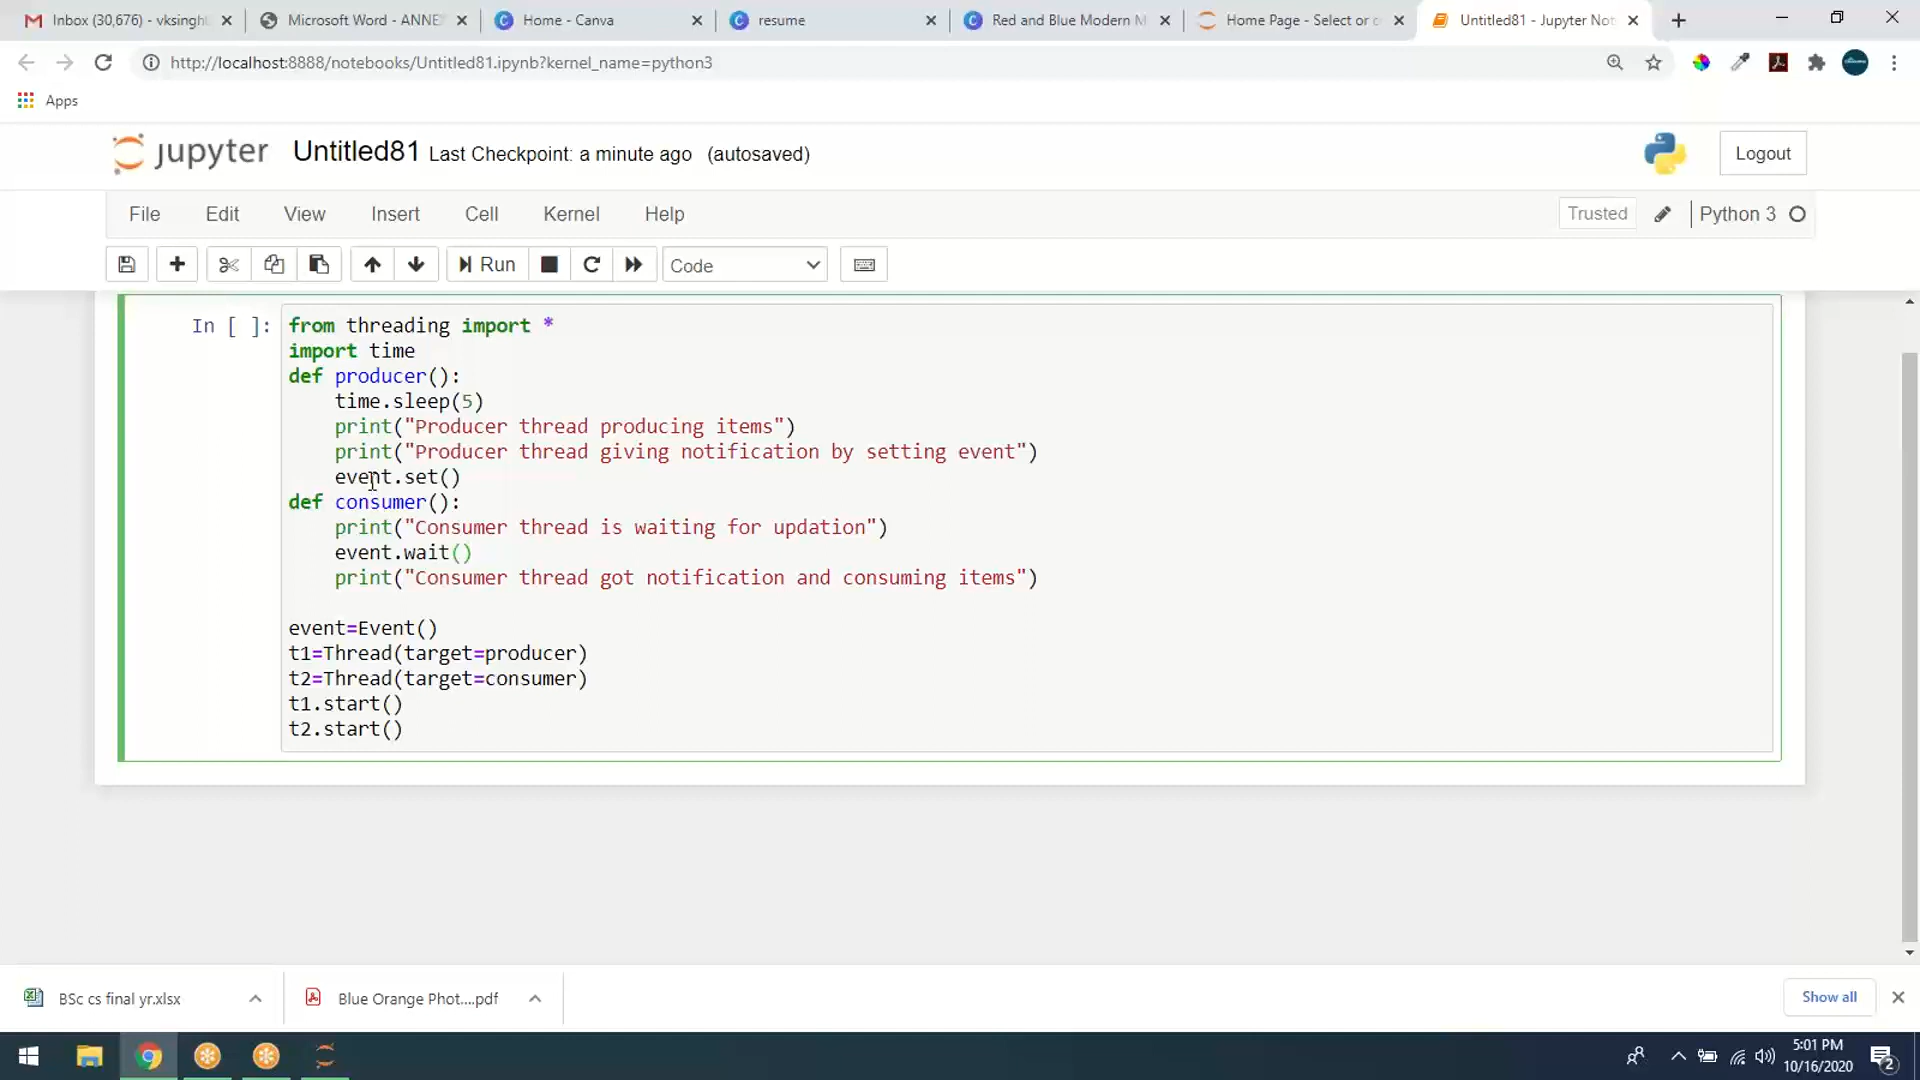 Inbox (30,676) - vksingh
Microsoft Word - ANNE
Home - Canva
resume
Red and Blue Modern M
Home Page - Select or c
Untitled81 - Jupyter Not
http://localhost:8888/notebooks/Untitled81.ipynb?kernel_name=python3
Apps
jupyter Untitled81 Last Checkpoint: a minute ago (autosaved)
Logout
File Edit View Insert Cell Kernel Help
Trusted
Python 3
Run
Code
In [ ]:
from threading import *
import time
def producer():
    time.sleep(5)
    print("Producer thread producing items")
    print("Producer thread giving notification by setting event")
    event.set()
def consumer():
    print("Consumer thread is waiting for updation")
    event.wait()
    print("Consumer thread got notification and consuming items")
event=Event()
t1=Thread(target=producer)
t2=Thread(target=consumer)
t1.start()
t2.start()
BSc cs final yr.xlsx
Blue Orange Phot....pdf
Show all
5:01 PM
10/16/2020
2